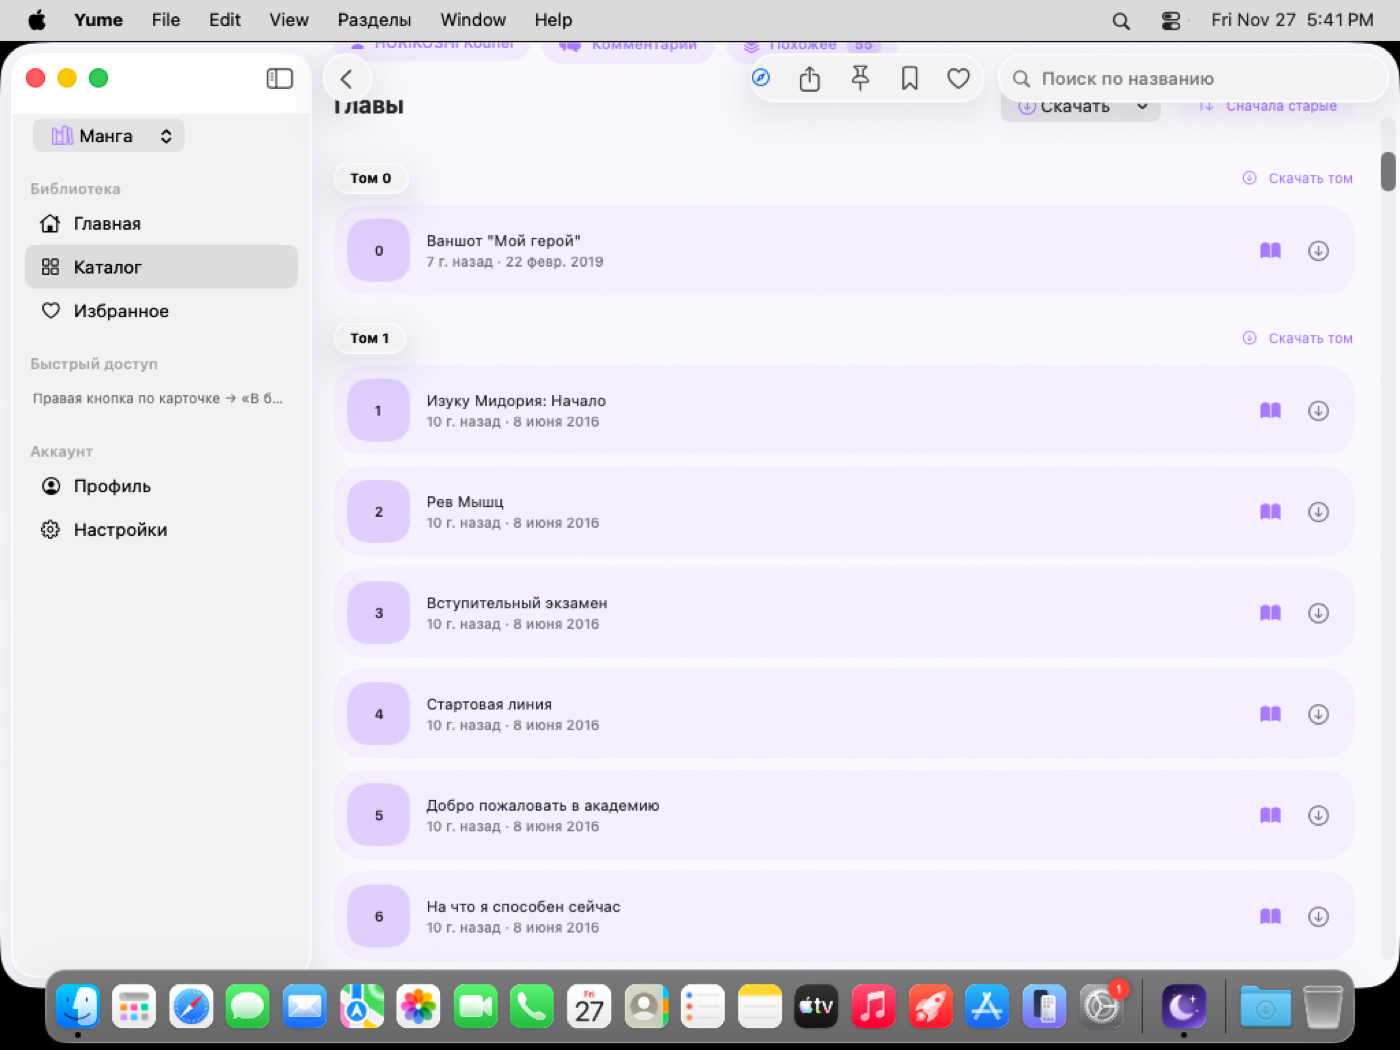 Yume File Edit View Разделы Window Help Fri Nov 27 5:41 PM
HORIKOSHI Kouhei Комментарии Похожее 55
Поиск по названию
Главы Скачать Сначала старые
Манга
Библиотека
Главная
Каталог
Избранное
Быстрый доступ
Правая кнопка по карточке → «В б...
Аккаунт
Профиль
Настройки
Том 0 Скачать том
0 Ваншот "Мой герой"
7 г. назад · 22 февр. 2019
Том 1 Скачать том
1 Изуку Мидория: Начало
10 г. назад · 8 июня 2016
2 Рев Мышц
10 г. назад · 8 июня 2016
3 Вступительный экзамен
10 г. назад · 8 июня 2016
4 Стартовая линия
10 г. назад · 8 июня 2016
5 Добро пожаловать в академию
10 г. назад · 8 июня 2016
6 На что я способен сейчас
10 г. назад · 8 июня 2016
Fri
27
tv
1